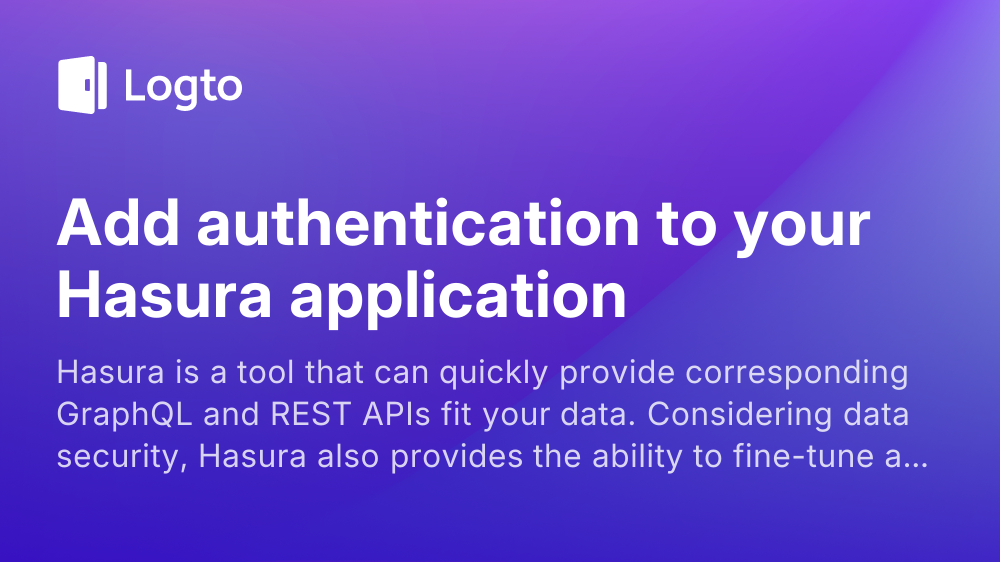 Logto
Add authentication to your
Hasura application
Hasura is a tool that can quickly provide corresponding
GraphQL and REST APIs fit your data. Considering data
security, Hasura also provides the ability to fine-tune a...